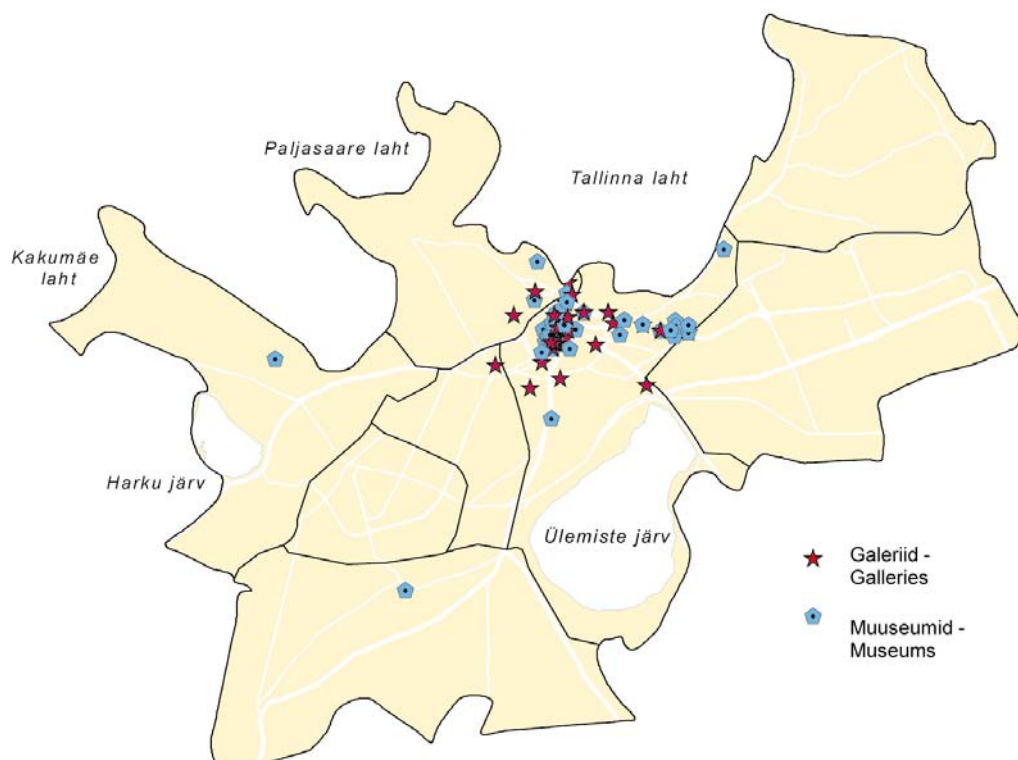 Paljasaare laht
Tallinna laht
Kakumäe
laht
Harku järv
Ülemiste järv
Galeriid -
Galleries
Muuseumid -
Museums